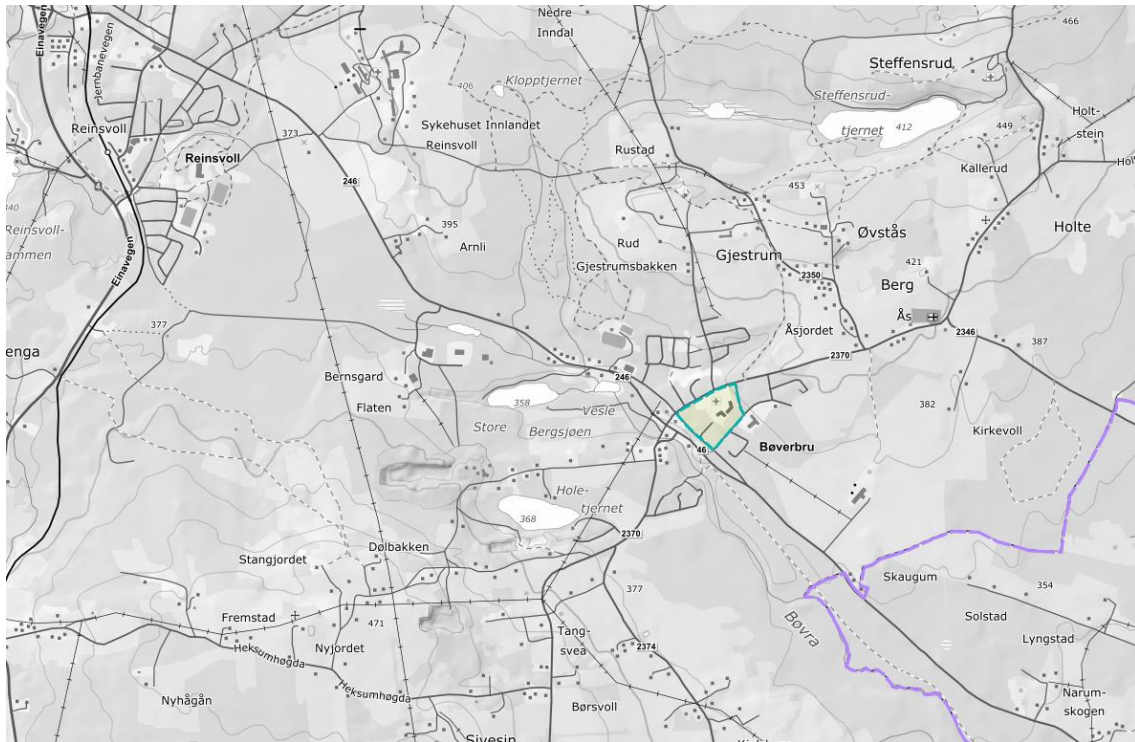 Einavegen
Jernbanevegen
Nedre
Inndal
466
Steffensrud
Klopptjernet
406
Steffensrud-
tjernet
412
Holt-
stein
449
Reinsvoll
373
Sykehuset Innlandet
Reinsvoll
Rustad
Kallerud
Reinsvoll
246
453
340
Reinsvoll-
395
Arnli
Rud
Gjestrumsbakken
Gjestrum
Øvstås
Holte
Einavegen
2350
421
Berg
Ås
377
Åsjordet
2346
387
2370
enga
Bernsgard
246
Flaten
358
Vesle
Store
Bergsjøen
382
Kirkevoll
46
Bøverbru
Hole-
tjernet
368
2370
Dølbakken
Stangjordet
377
Skaugum
354
Fremstad
471
Solstad
Bøvra
Tang-
svea
2374
Lyngstad
Heksumhøgda
Nyjordet
Heksumhøgda
Nyhågån
Børsvoll
Narum-
skogen
Sivesin